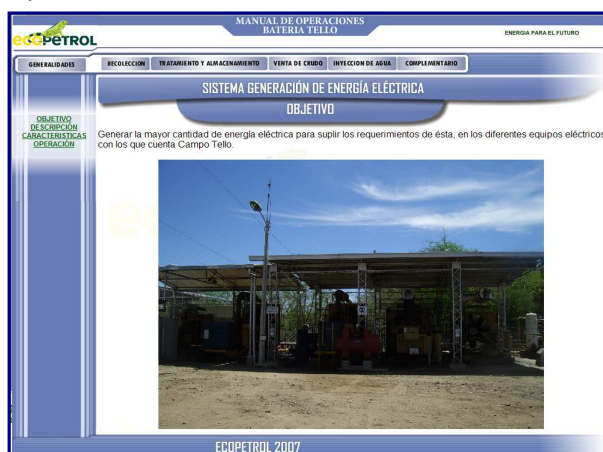 MANUAL DE OPERACIONES
BATERIA TELLO
ecoPETROL
ENERGIA PARA EL FUTURO
GENERALIDADES
RECOLECCION
TRATAMIENTO Y ALMACENAMIENTO
VENTA DE CRUDO
INYECCION DE AGUA
COMPLEMENTARIO
SISTEMA GENERACIÓN DE ENERGÍA ELÉCTRICA
OBJETIVO
OBJETIVO
DESCRIPCIÓN
CARACTERISTICAS
OPERACIÓN
Generar la mayor cantidad de energía eléctrica para suplir los requerimientos de ésta, en los diferentes equipos eléctricos
con los que cuenta Campo Tello.
ECOPETROL 2007